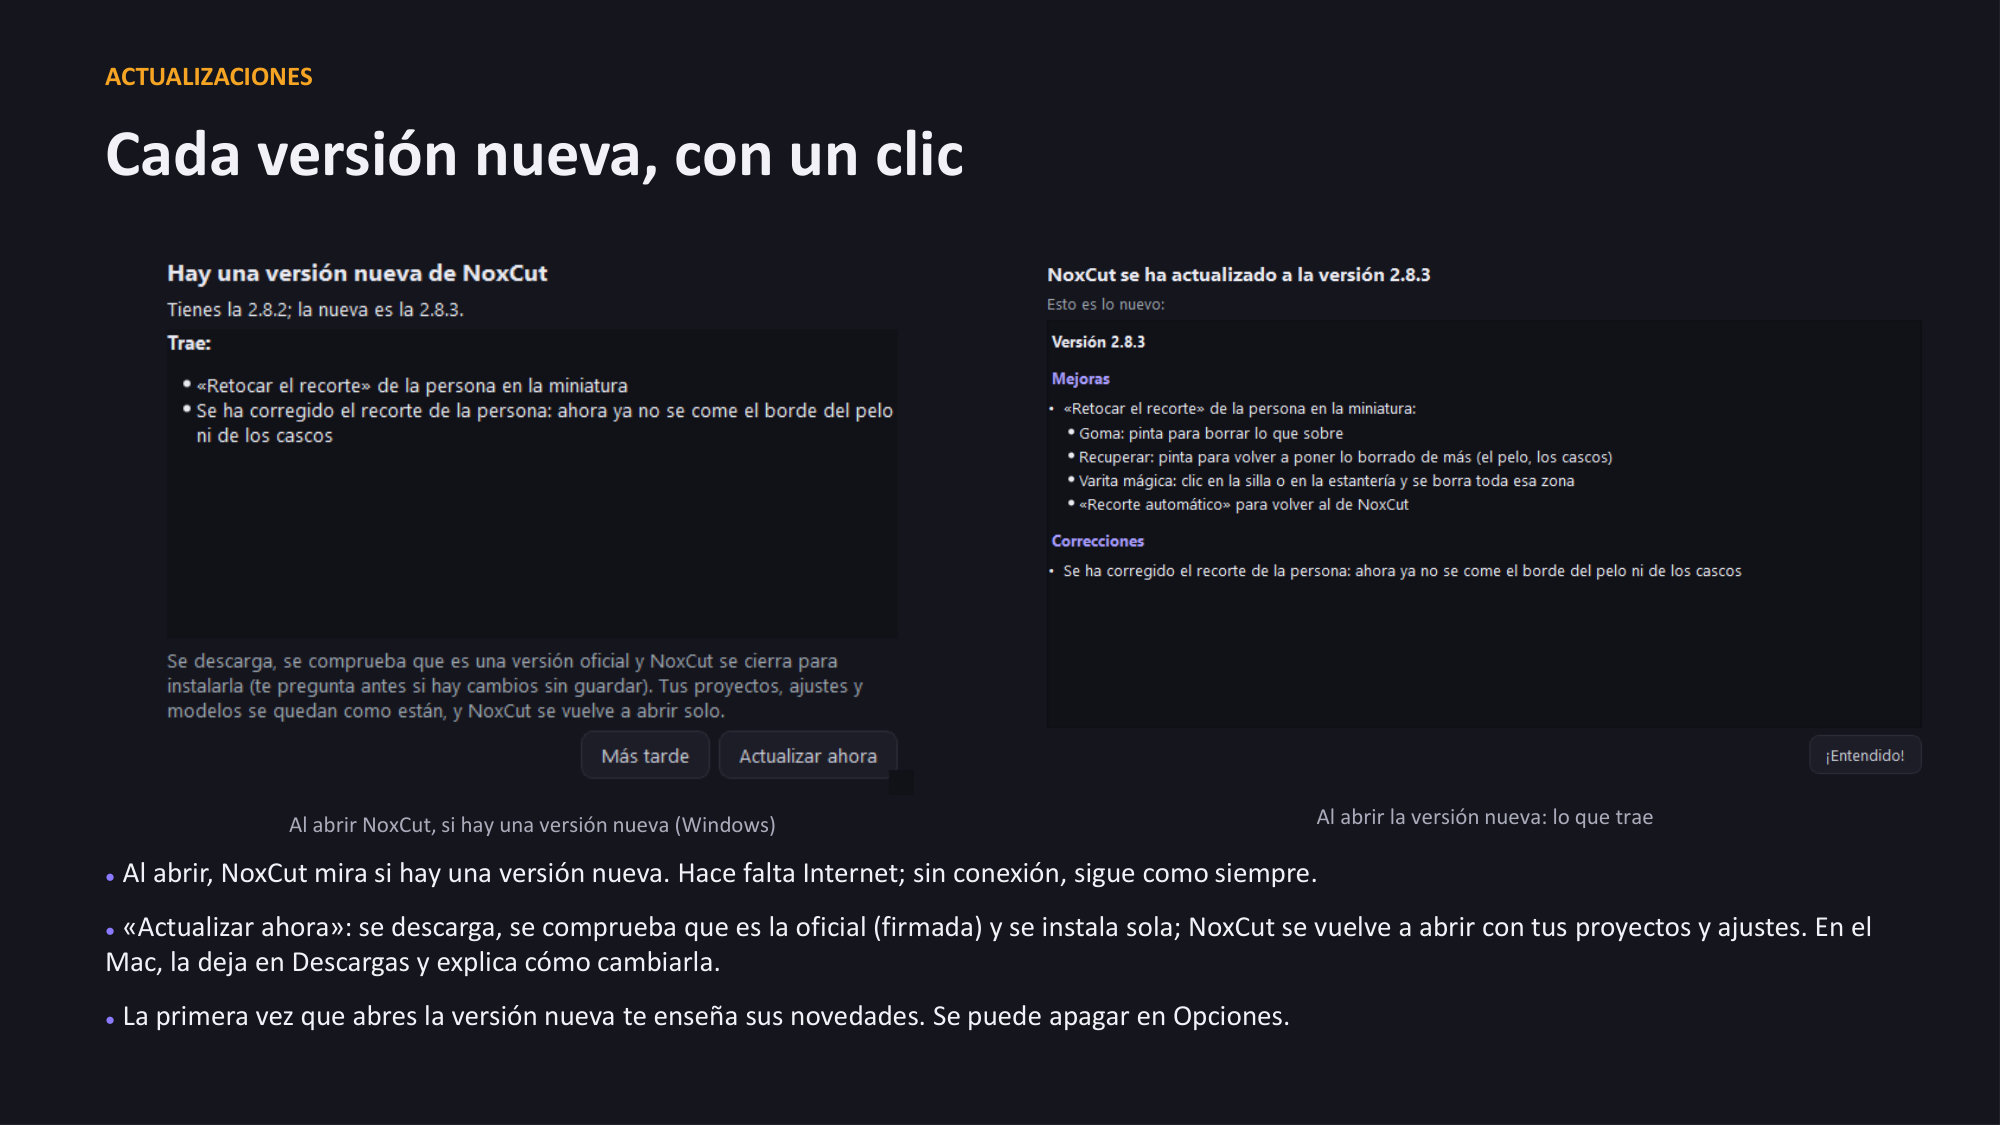 ACTUALIZACIONES
Cada versión nueva, con un clic
Hay una versión nueva de NoxCut
Tienes la 2.8.2; la nueva es la 2.8.3.
Trae:
• «Retocar el recorte» de la persona en la miniatura
• Se ha corregido el recorte de la persona: ahora ya no se come el borde del pelo
ni de los cascos
Se descarga, se comprueba que es una versión oficial y NoxCut se cierra para
instalarla (te pregunta antes si hay cambios sin guardar). Tus proyectos, ajustes y
modelos se quedan como están, y NoxCut se vuelve a abrir solo.
Más tarde
Actualizar ahora
Al abrir NoxCut, si hay una versión nueva (Windows)
NoxCut se ha actualizado a la versión 2.8.3
Esto es lo nuevo:
Versión 2.8.3
Mejoras
• «Retocar el recorte» de la persona en la miniatura:
• Goma: pinta para borrar lo que sobre
• Recuperar: pinta para volver a poner lo borrado de más (el pelo, los cascos)
• Varita mágica: clic en la silla o en la estantería y se borra toda esa zona
• «Recorte automático» para volver al de NoxCut
Correcciones
• Se ha corregido el recorte de la persona: ahora ya no se come el borde del pelo ni de los cascos
¡Entendido!
Al abrir la versión nueva: lo que trae
• Al abrir, NoxCut mira si hay una versión nueva. Hace falta Internet; sin conexión, sigue como siempre.
• «Actualizar ahora»: se descarga, se comprueba que es la oficial (firmada) y se instala sola; NoxCut se vuelve a abrir con tus proyectos y ajustes. En el
Mac, la deja en Descargas y explica cómo cambiarla.
• La primera vez que abres la versión nueva te enseña sus novedades. Se puede apagar en Opciones.